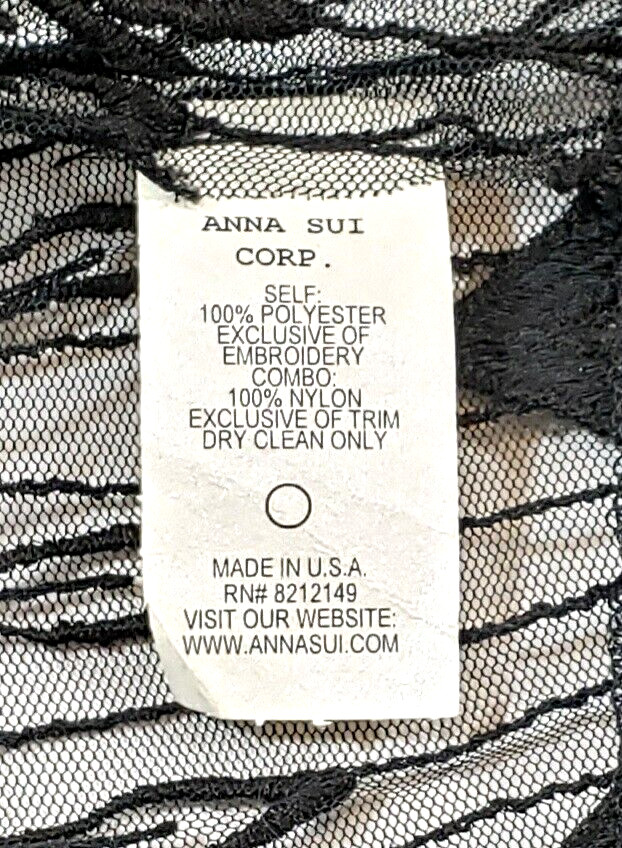 ANNA SUI
CORP.
SELF:
100% POLYESTER
EXCLUSIVE OF
EMBROIDERY
COMBO:
100% NYLON
EXCLUSIVE OF TRIM
DRY CLEAN ONLY
MADE IN U.S.A.
RN# 8212149
VISIT OUR WEBSITE:
WWW.ANNASUI.COM